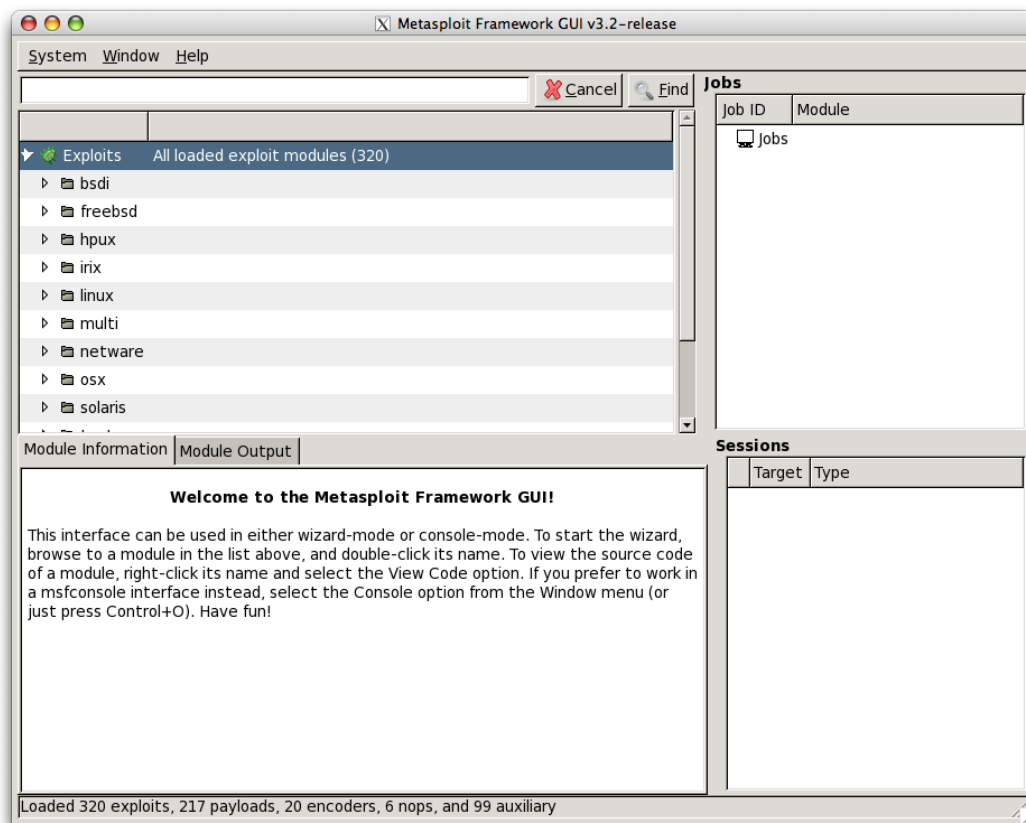 Metasploit Framework GUI v3.2-release
System Window Help
Cancel Find
Jobs
Job ID Module
Jobs
Exploits All loaded exploit modules (320)
bsdi
freebsd
hpux
irix
linux
multi
netware
osx
solaris
Module Information Module Output
Sessions
Target Type
Welcome to the Metasploit Framework GUI!
This interface can be used in either wizard-mode or console-mode. To start the wizard,
browse to a module in the list above, and double-click its name. To view the source code
of a module, right-click its name and select the View Code option. If you prefer to work in
a msfconsole interface instead, select the Console option from the Window menu (or
just press Control+O). Have fun!
Loaded 320 exploits, 217 payloads, 20 encoders, 6 nops, and 99 auxiliary